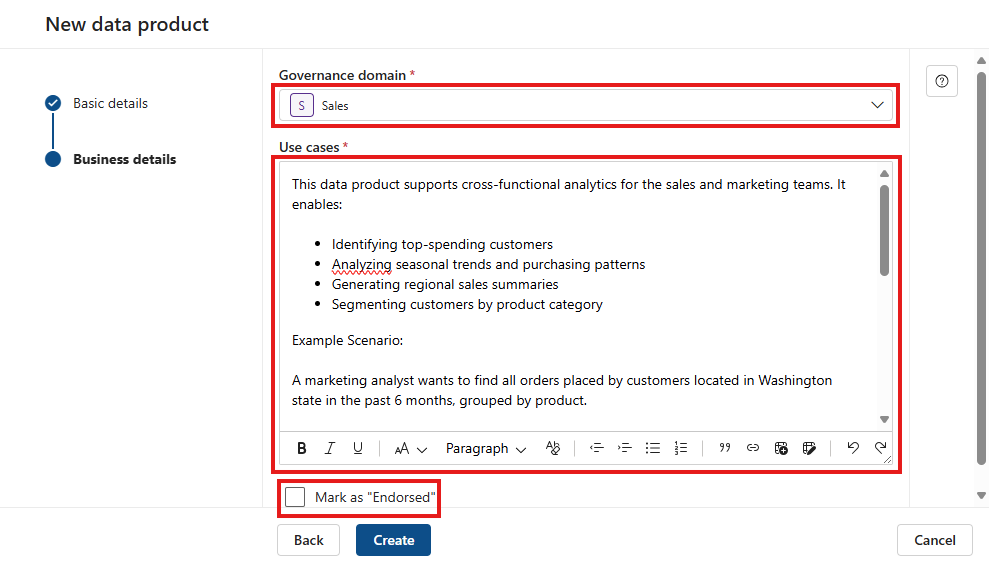 New data product
Basic details
Business details
Governance domain *
S Sales
Use cases *
This data product supports cross-functional analytics for the sales and marketing teams. It
enables:
• Identifying top-spending customers
• Analyzing seasonal trends and purchasing patterns
• Generating regional sales summaries
• Segmenting customers by product category
Example Scenario:
A marketing analyst wants to find all orders placed by customers located in Washington
state in the past 6 months, grouped by product.
B I U AA Paragraph
Mark as "Endorsed"
Back Create Cancel